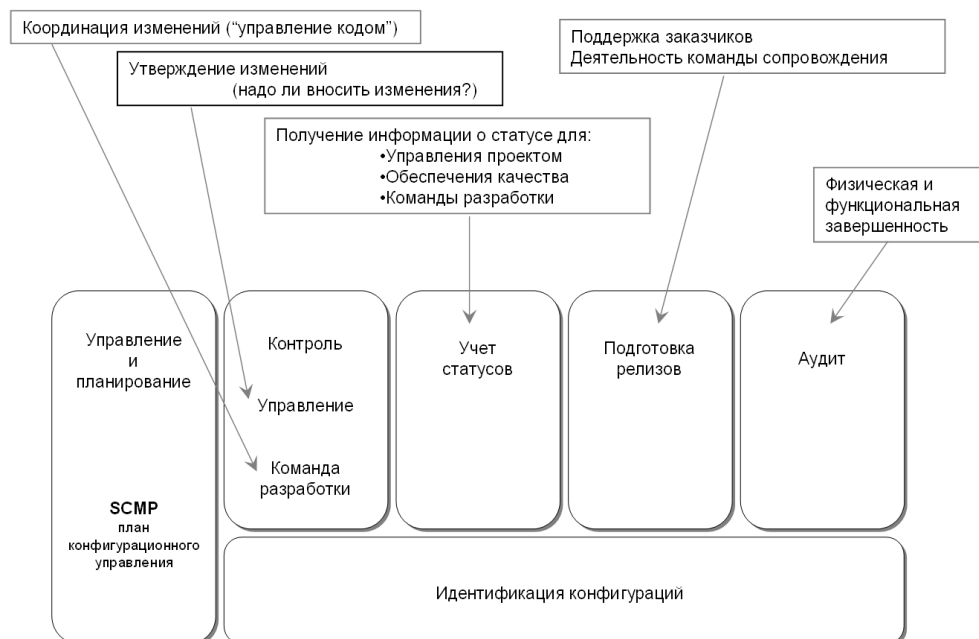 Координация изменений (“управление кодом”)
Утверждение изменений
(надо ли вносить изменения?)
Получение информации о статусе для:
•Управления проектом
•Обеспечения качества
•Команды разработки
Поддержка заказчиков
Деятельность команды сопровождения
Физическая и
функциональная
завершенность
Управление
и
планирование
SCMP
план
конфигурационного
управления
Контроль
Управление
Команда
разработки
Учет
статусов
Подготовка
релизов
Аудит
Идентификация конфигураций